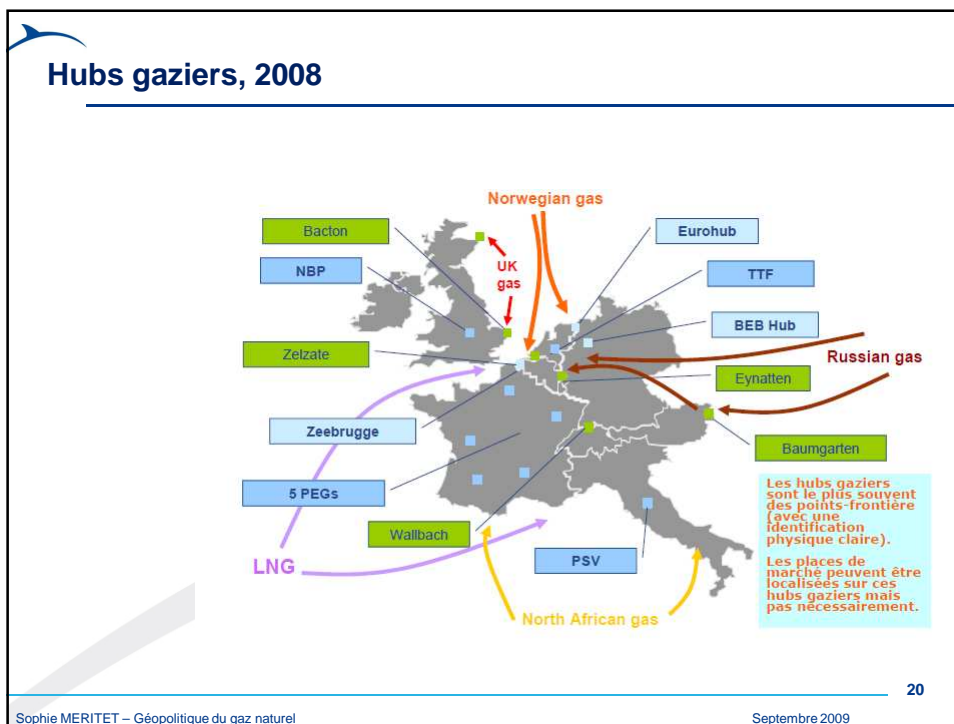 Hubs gaziers, 2008
Norwegian gas
Bacton
Eurohub
NBP
UK
gas
TTF
BEB Hub
Zelzate
Russian gas
Eynatten
Zeebrugge
Baumgarten
5 PEGs
Les hubs gaziers
sont le plus souvent
des points-frontière
(avec une
identification
physique claire).
Les places de
marché peuvent être
localisées sur ces
hubs gaziers mais
pas nécessairement.
Wallbach
PSV
LNG
North African gas
20
Sophie MERITET – Géopolitique du gaz naturel
Septembre 2009